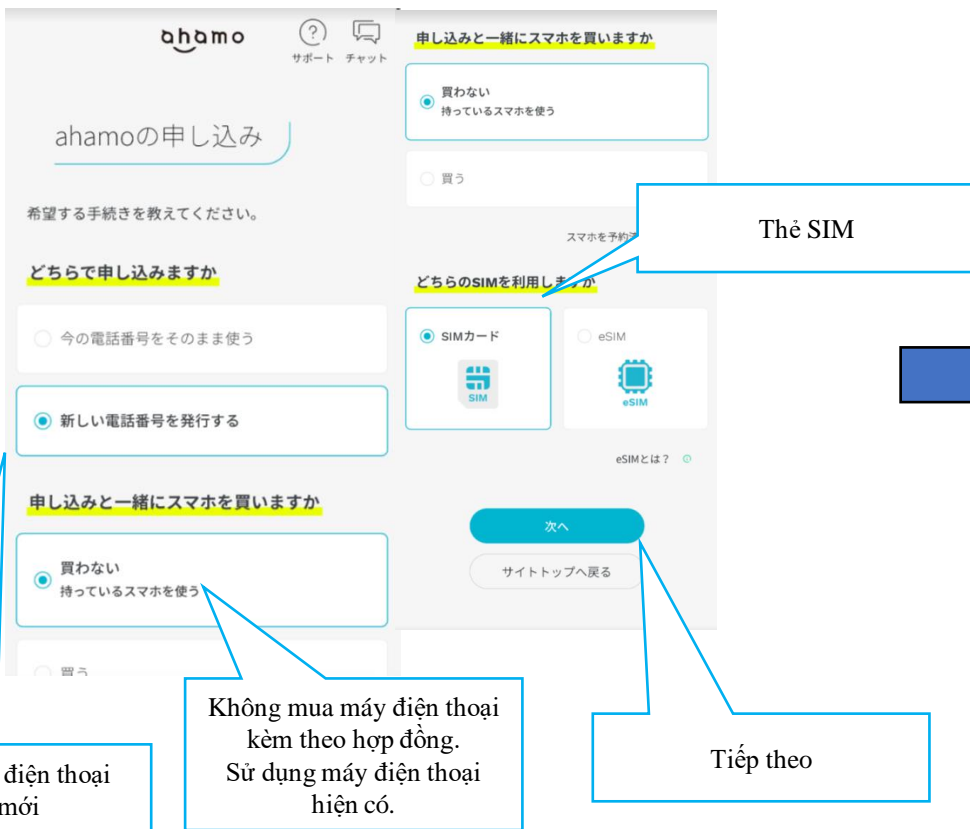 ahamo
サポート チャット
ahamoの申し込み
希望する手続きを教えてください。
どちらで申し込みますか
今の電話番号をそのまま使う
新しい電話番号を発行する
申し込みと一緒にスマホを買いますか
買わない
持っているスマホを使う
買う
điện thoại
mới
Không mua máy điện thoại
kèm theo hợp đồng.
Sử dụng máy điện thoại
hiện có.
申し込みと一緒にスマホを買いますか
買わない
持っているスマホを使う
買う
スマホを予約
Thẻ SIM
どちらのSIMを利用しますか
SIMカード
SIM
eSIM
eSIM
eSIMとは？
次へ
サイトトップへ戻る
Tiếp theo